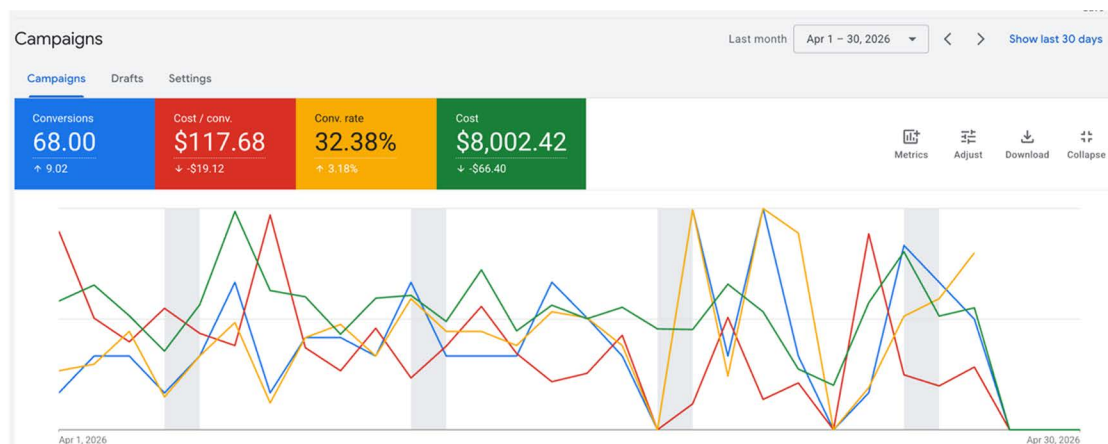 Campaigns
Last month
Apr 1 – 30, 2026
Show last 30 days
Campaigns
Drafts
Settings
Conversions
68.00
↑ 9.02
Cost / conv.
$117.68
↓ -$19.12
Conv. rate
32.38%
↑ 3.18%
Cost
$8,002.42
↓ -$66.40
Metrics
Adjust
Download
Collapse
Apr 1, 2026
Apr 30, 2026